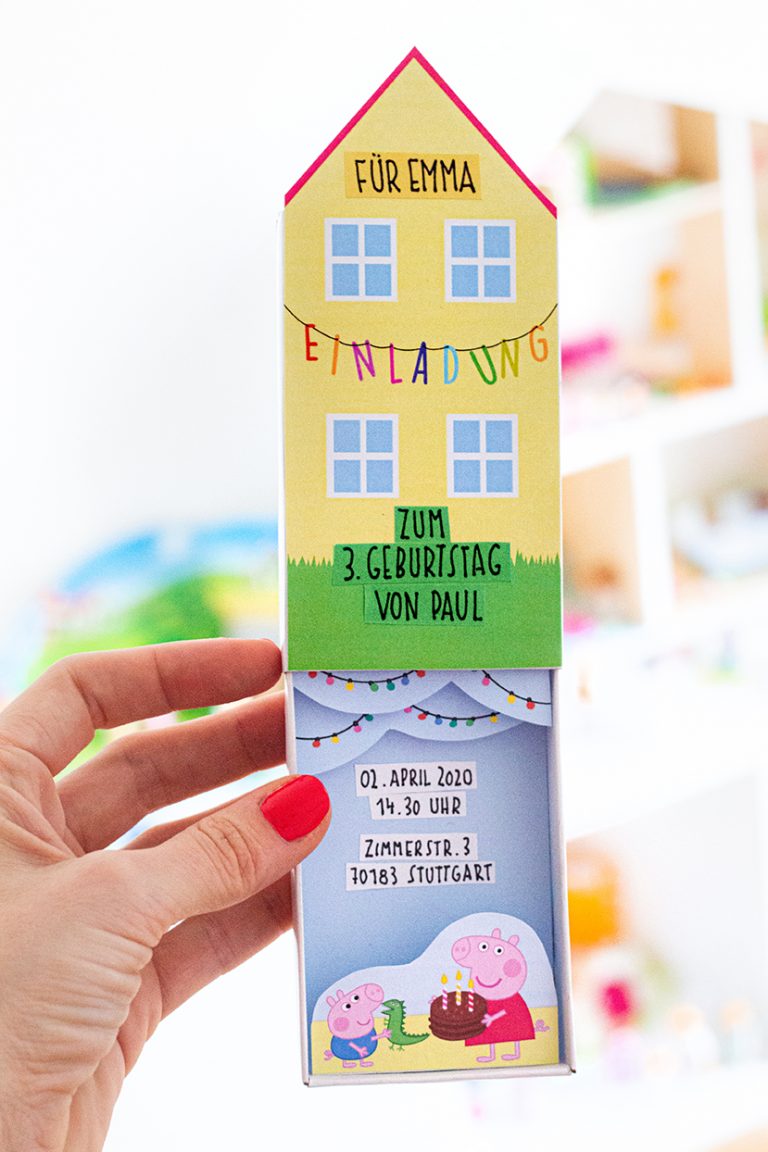 FÜR EMMA
EINLADUNG
ZUM
3. GEBURTSTAG
VON PAUL
02. APRIL 2020
14.30 UHR
ZIMMERSTR. 3
70183 STUTTGART